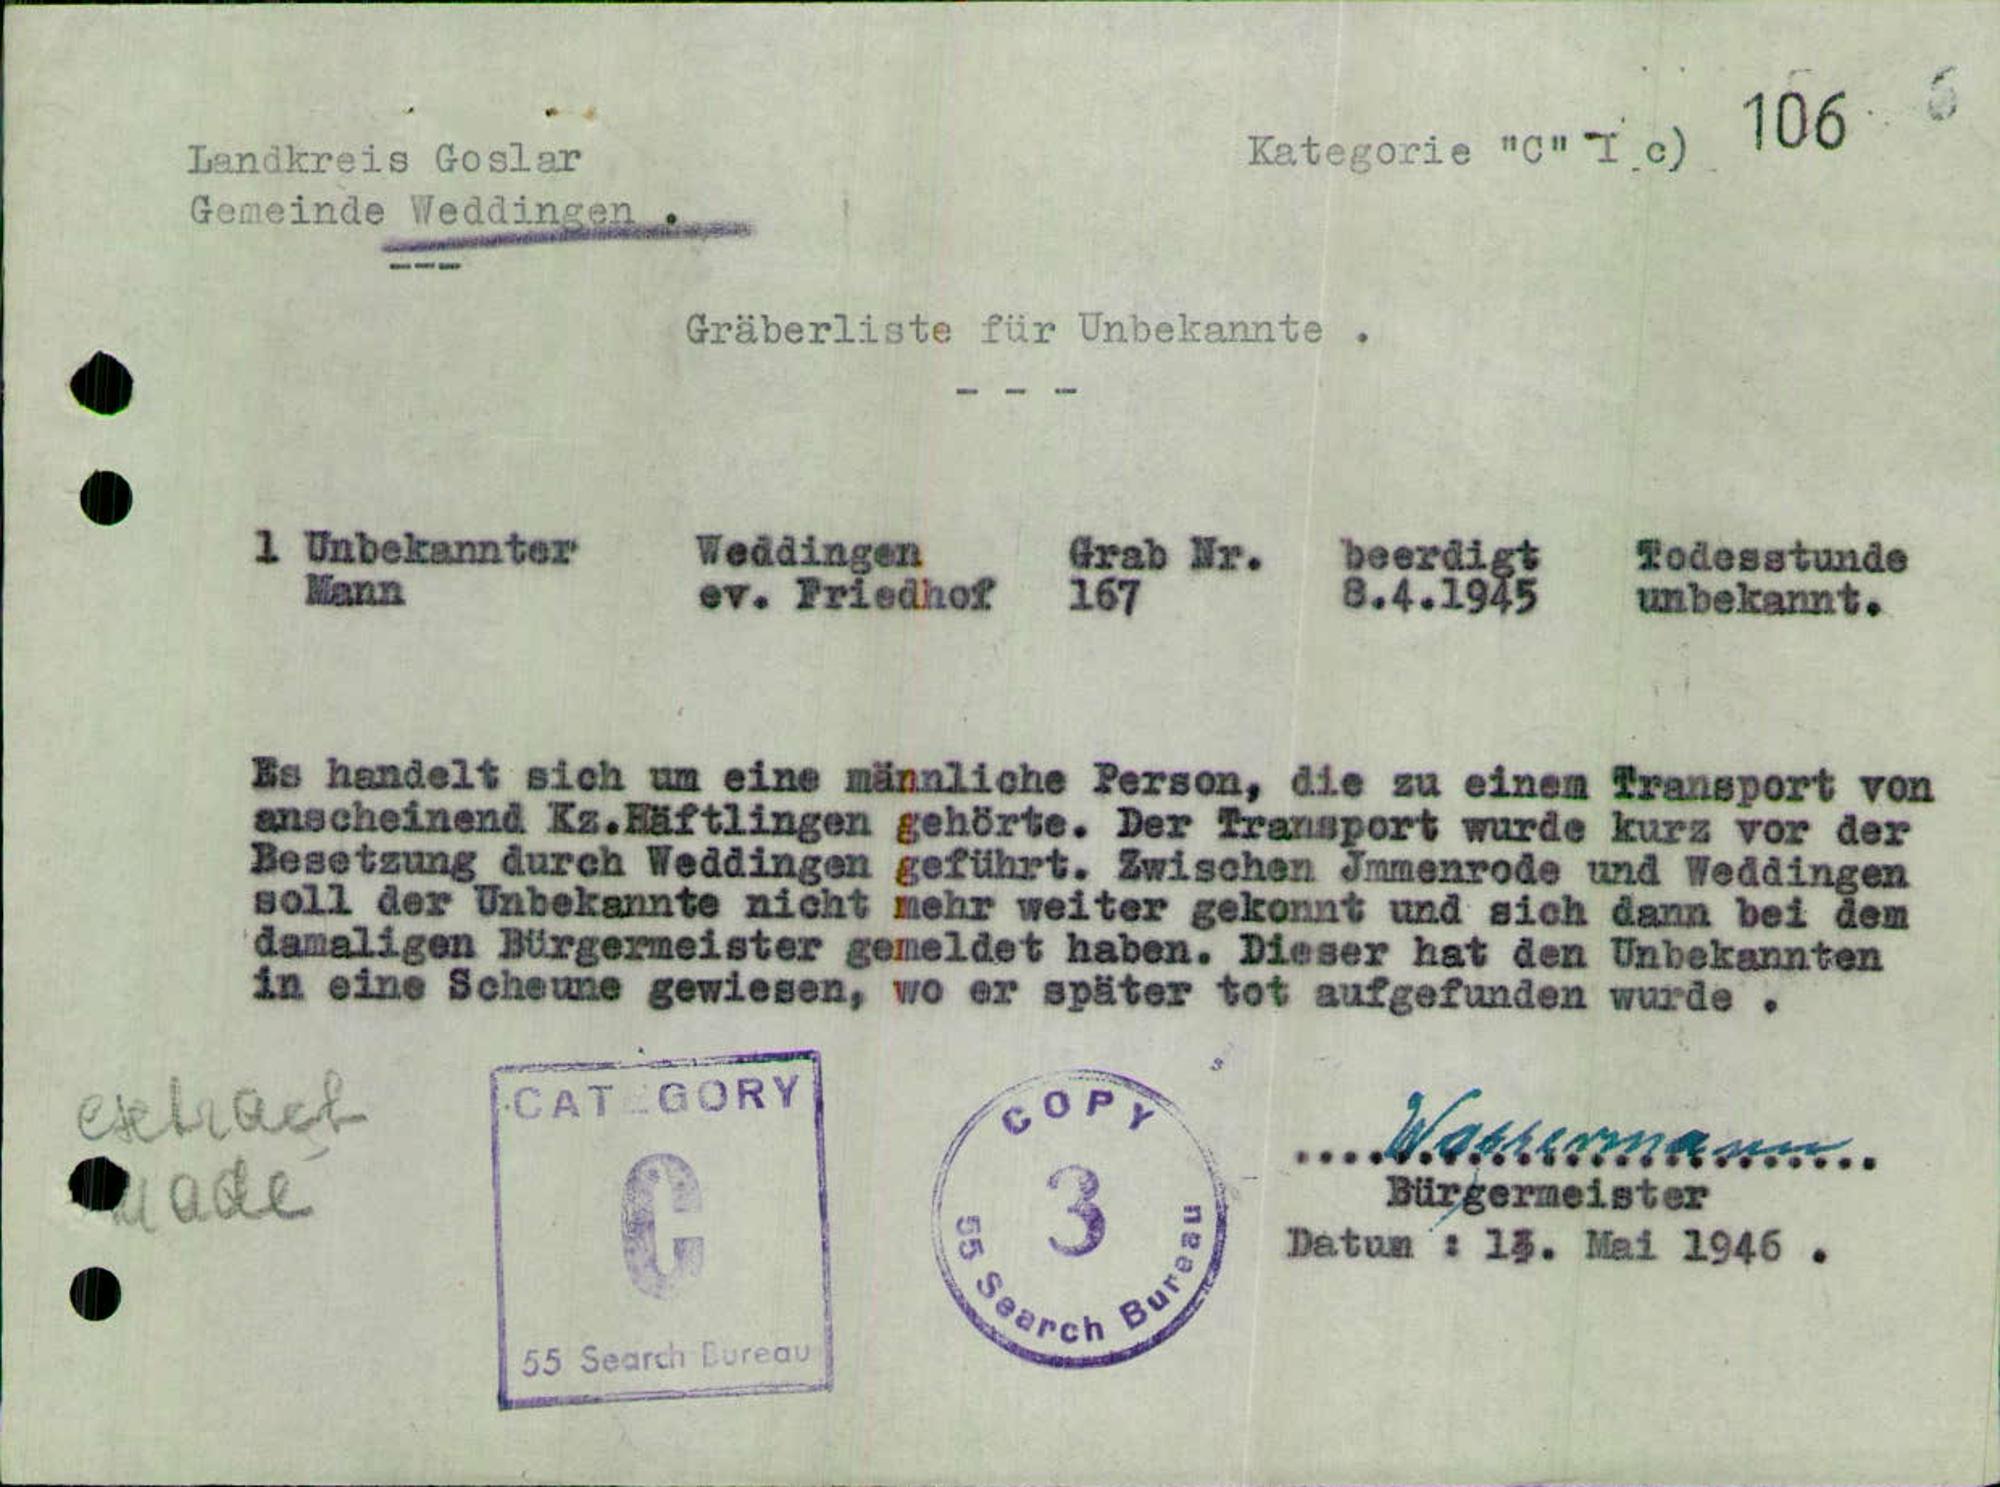 106
Landkreis Goslar
Kategorie "C" I c)
Gemeinde Weddingen .
---
Gräberliste für Unbekannte .
- - -
1 Unbekannter Weddingen Grab Nr. beerdigt Todesstunde
Mann ev. Friedhof 167 8.4.1945 unbekannt.
Es handelt sich um eine männliche Person, die zu einem Transport von
anscheinend Kz.Häftlingen gehörte. Der Transport wurde kurz vor der
Besetzung durch Weddingen geführt. Zwischen Jmmenrode und Weddingen
soll der Unbekannte nicht mehr weiter gekonnt und sich dann bei dem
damaligen Bürgermeister gemeldet haben. Dieser hat den Unbekannten
in eine Scheune gewiesen, wo er später tot aufgefunden wurde .
extract
made
CATEGORY
C
55 Search Bureau
COPY
3
55 Search Bureau
Wassermann
Bürgermeister
Datum : Mai 1946 .